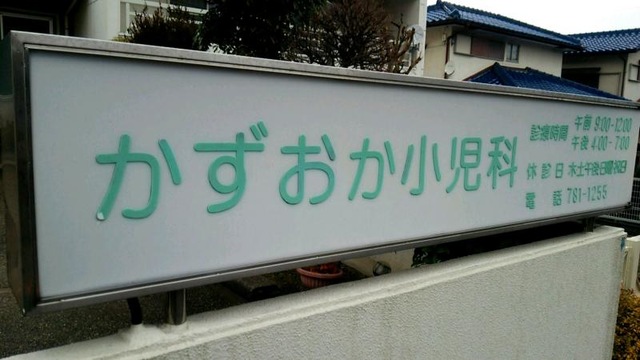 かずおか小児科
診療時間 午前 9:00-12:00
午後 4:00-7:00
休診日 木土午後日曜祝日
電話 781-1255